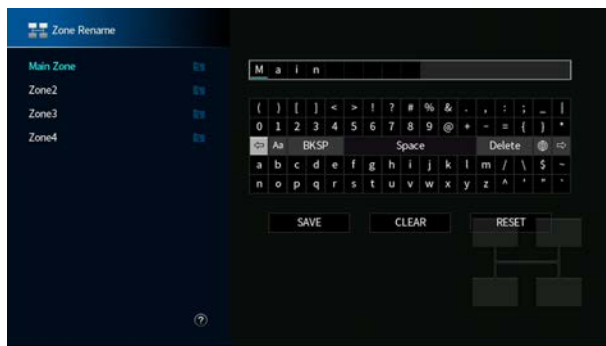 Zone Rename
Main Zone
Zone2
Zone3
Zone4
M a i n
( ) [ ] < > ! ? # % & . , : ; _ |
0 1 2 3 4 5 6 7 8 9 @ + - = { } *
⇦ Aa BKSP Space Delete ⇨
a b c d e f g h i j k l m / \ $ ~
n o p q r s t u v w x y z ^ ' " `
SAVE CLEAR RESET
?